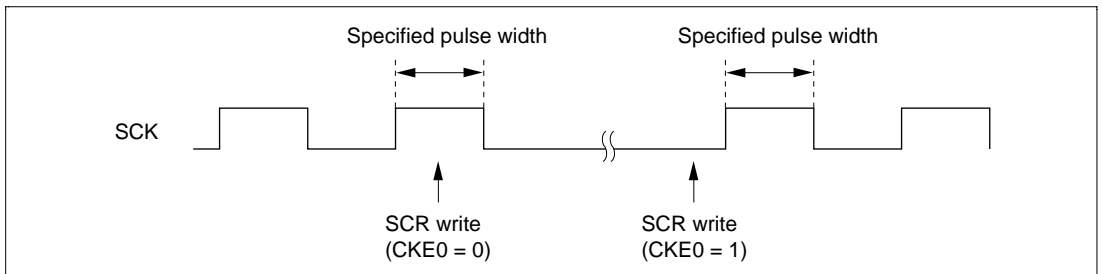 Specified pulse width
Specified pulse width
SCK
SCR write
(CKE0 = 0)
SCR write
(CKE0 = 1)